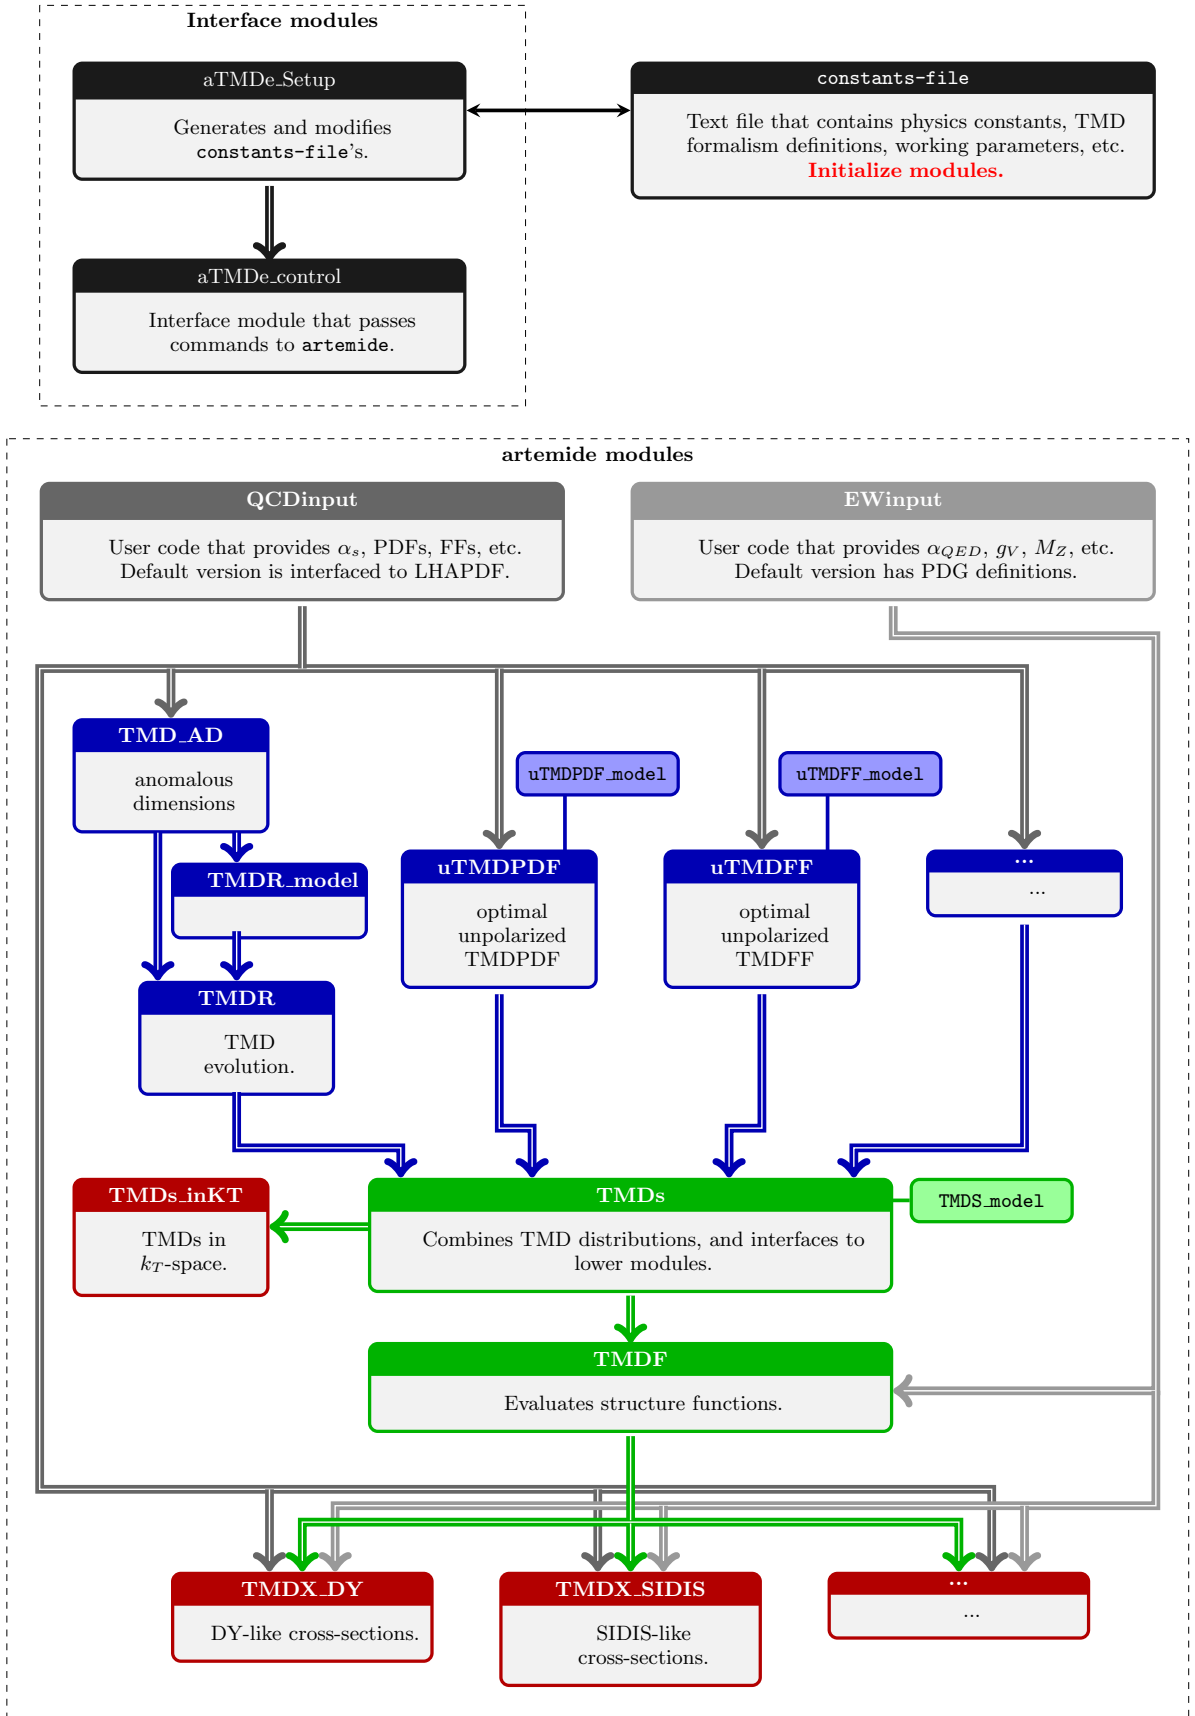 Interface modules
aTMDe_Setup
Generates and modifies
constants-file's.
constants-file
Text file that contains physics constants, TMD
formalism definitions, working parameters, etc.
Initialize modules.
aTMDe_control
Interface module that passes
commands to artemide.
artemide modules
QCDinput
User code that provides α_s, PDFs, FFs, etc.
Default version is interfaced to LHAPDF.
EWinput
User code that provides α_QED, g_V, M_Z, etc.
Default version has PDG definitions.
TMD_AD
anomalous
dimensions
uTMDPDF_model
uTMDFF_model
TMDR_model
uTMDPDF
optimal
unpolarized
TMDPDF
uTMDFF
optimal
unpolarized
TMDFF
...
...
TMDR
TMD
evolution.
TMDs_inKT
TMDs in
k_T-space.
TMDs
Combines TMD distributions, and interfaces to
lower modules.
TMDS_model
TMDF
Evaluates structure functions.
TMDX_DY
DY-like cross-sections.
TMDX_SIDIS
SIDIS-like
cross-sections.
...
...